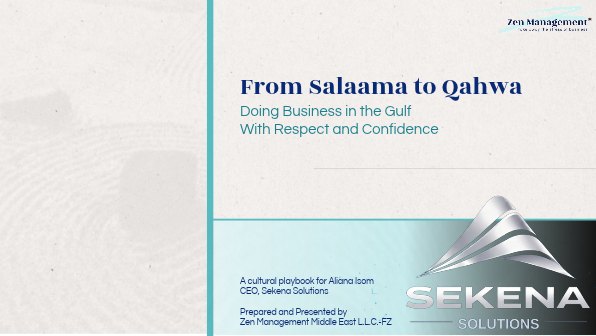 Zen Management®
From Salaama to Qahwa
Doing Business in the Gulf
With Respect and Confidence
A cultural playbook for Aliana Isom
CEO, Sekena Solutions
Prepared and Presented by
Zen Management Middle East L.L.C.-FZ
SEKENA
SOLUTIONS